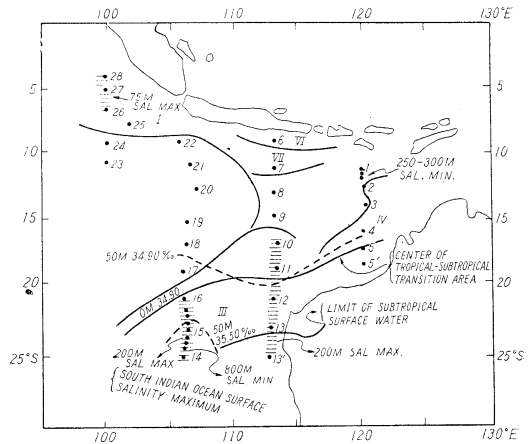 100 110 120 130°E
5
10
15
20
25°S
5
10
15
20
25°S
28
27
26
75M
SAL MAX
I
25
24
23
22
21
20
19
18
17
6
VI
7
VII
8
9
1
250-300M
SAL. MIN.
2
3
IV
4
5
5'
10
11
12
13
13'
50M 34.90‰
CENTER OF
TROPICAL-SUBTROPICAL
TRANSITION AREA
0M 34.90
16
III
50M
35.50‰
15
14
LIMIT OF SUBTROPICAL
SURFACE WATER
200M
SAL MAX
200M SAL MAX.
800M
SAL MIN
SOUTH INDIAN OCEAN SURFACE
SALINITY MAXIMUM
100 110 120 130°E